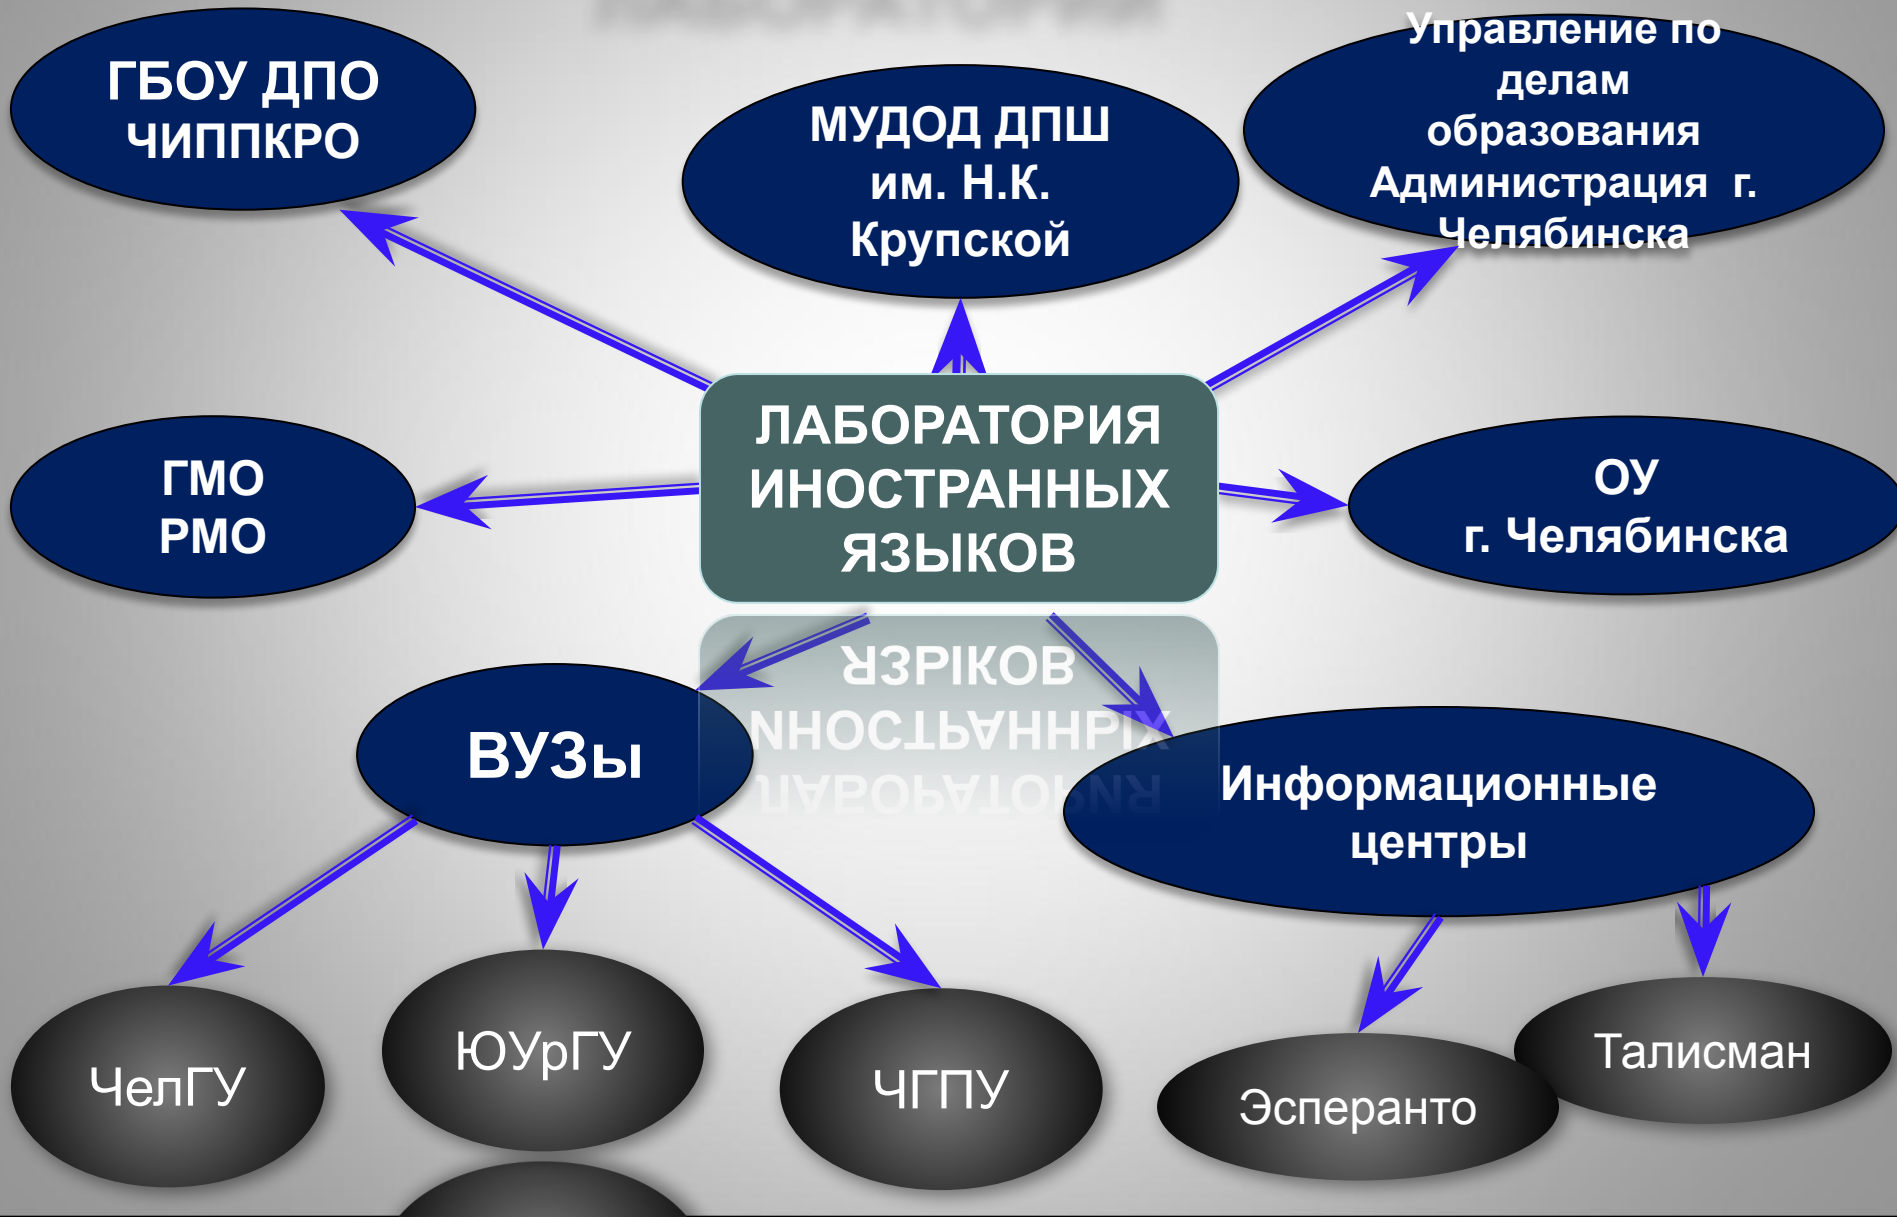 ЛАБОРАТОРИИ
ГБОУ ДПО
ЧИППКРО
МУДОД ДПШ
им. Н.К.
Крупской
Управление по
делам
образования
Администрация г.
Челябинска
ГМО
РМО
ЛАБОРАТОРИЯ
ИНОСТРАННЫХ
ЯЗЫКОВ
ОУ
г. Челябинска
ВУЗы
Информационные
центры
ЧелГУ
ЮУрГУ
ЧГПУ
Эсперанто
Талисман